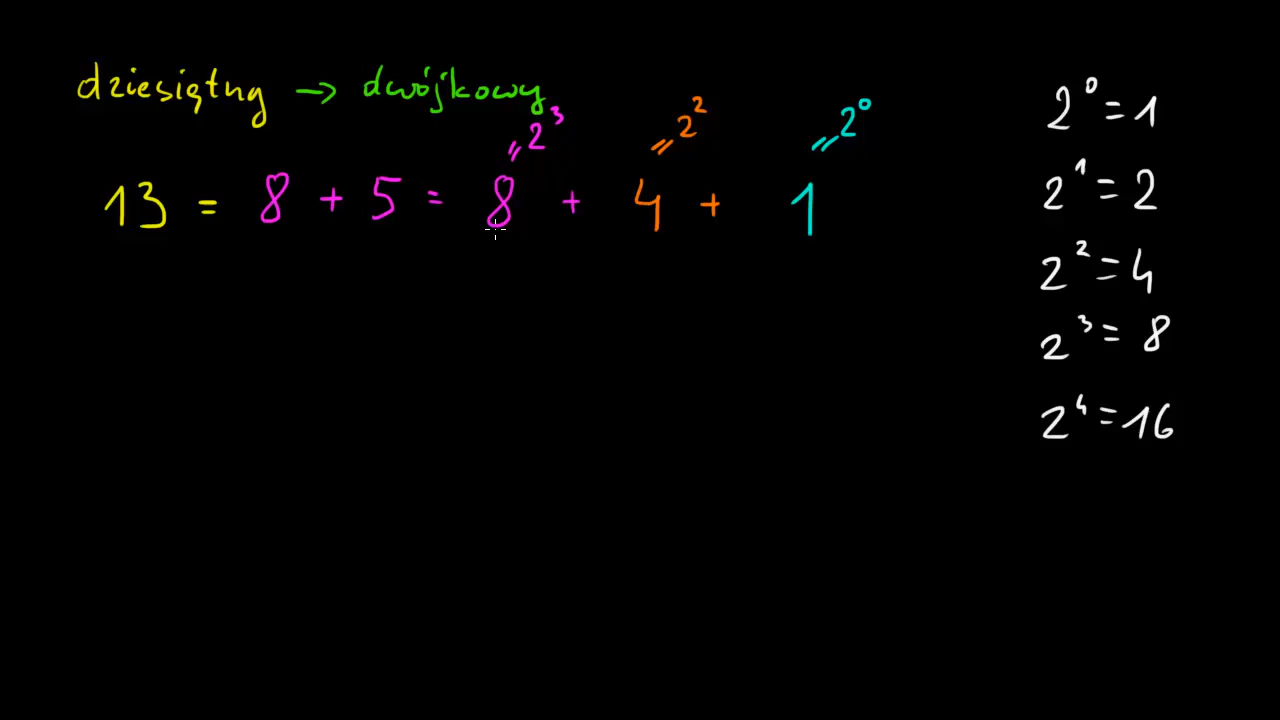 dziesiętny → dwójkowy
= 2³ = 2² = 2⁰
13 = 8 + 5 = 8 + 4 + 1
2⁰ = 1
2¹ = 2
2² = 4
2³ = 8
2⁴ = 16